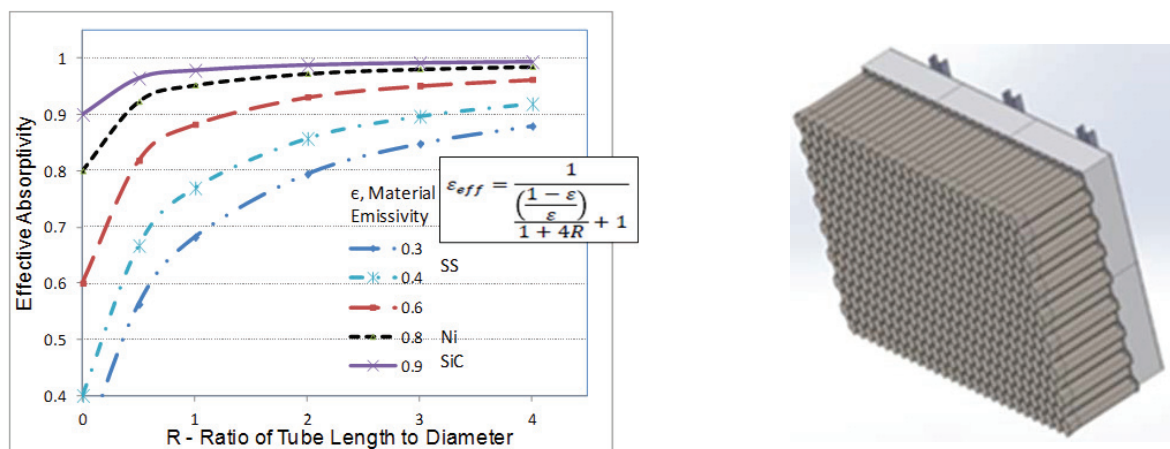 1
0.9
0.8
0.7
0.6
0.5
0.4
0 1 2 3 4
Effective Absorptivity
R - Ratio of Tube Length to Diameter
ϵ, Material
Emissivity
0.3
SS
0.4
0.6
0.8 Ni
0.9 SiC
ε_eff = 1 / (((1 − ε)/ε)/(1 + 4R) + 1)